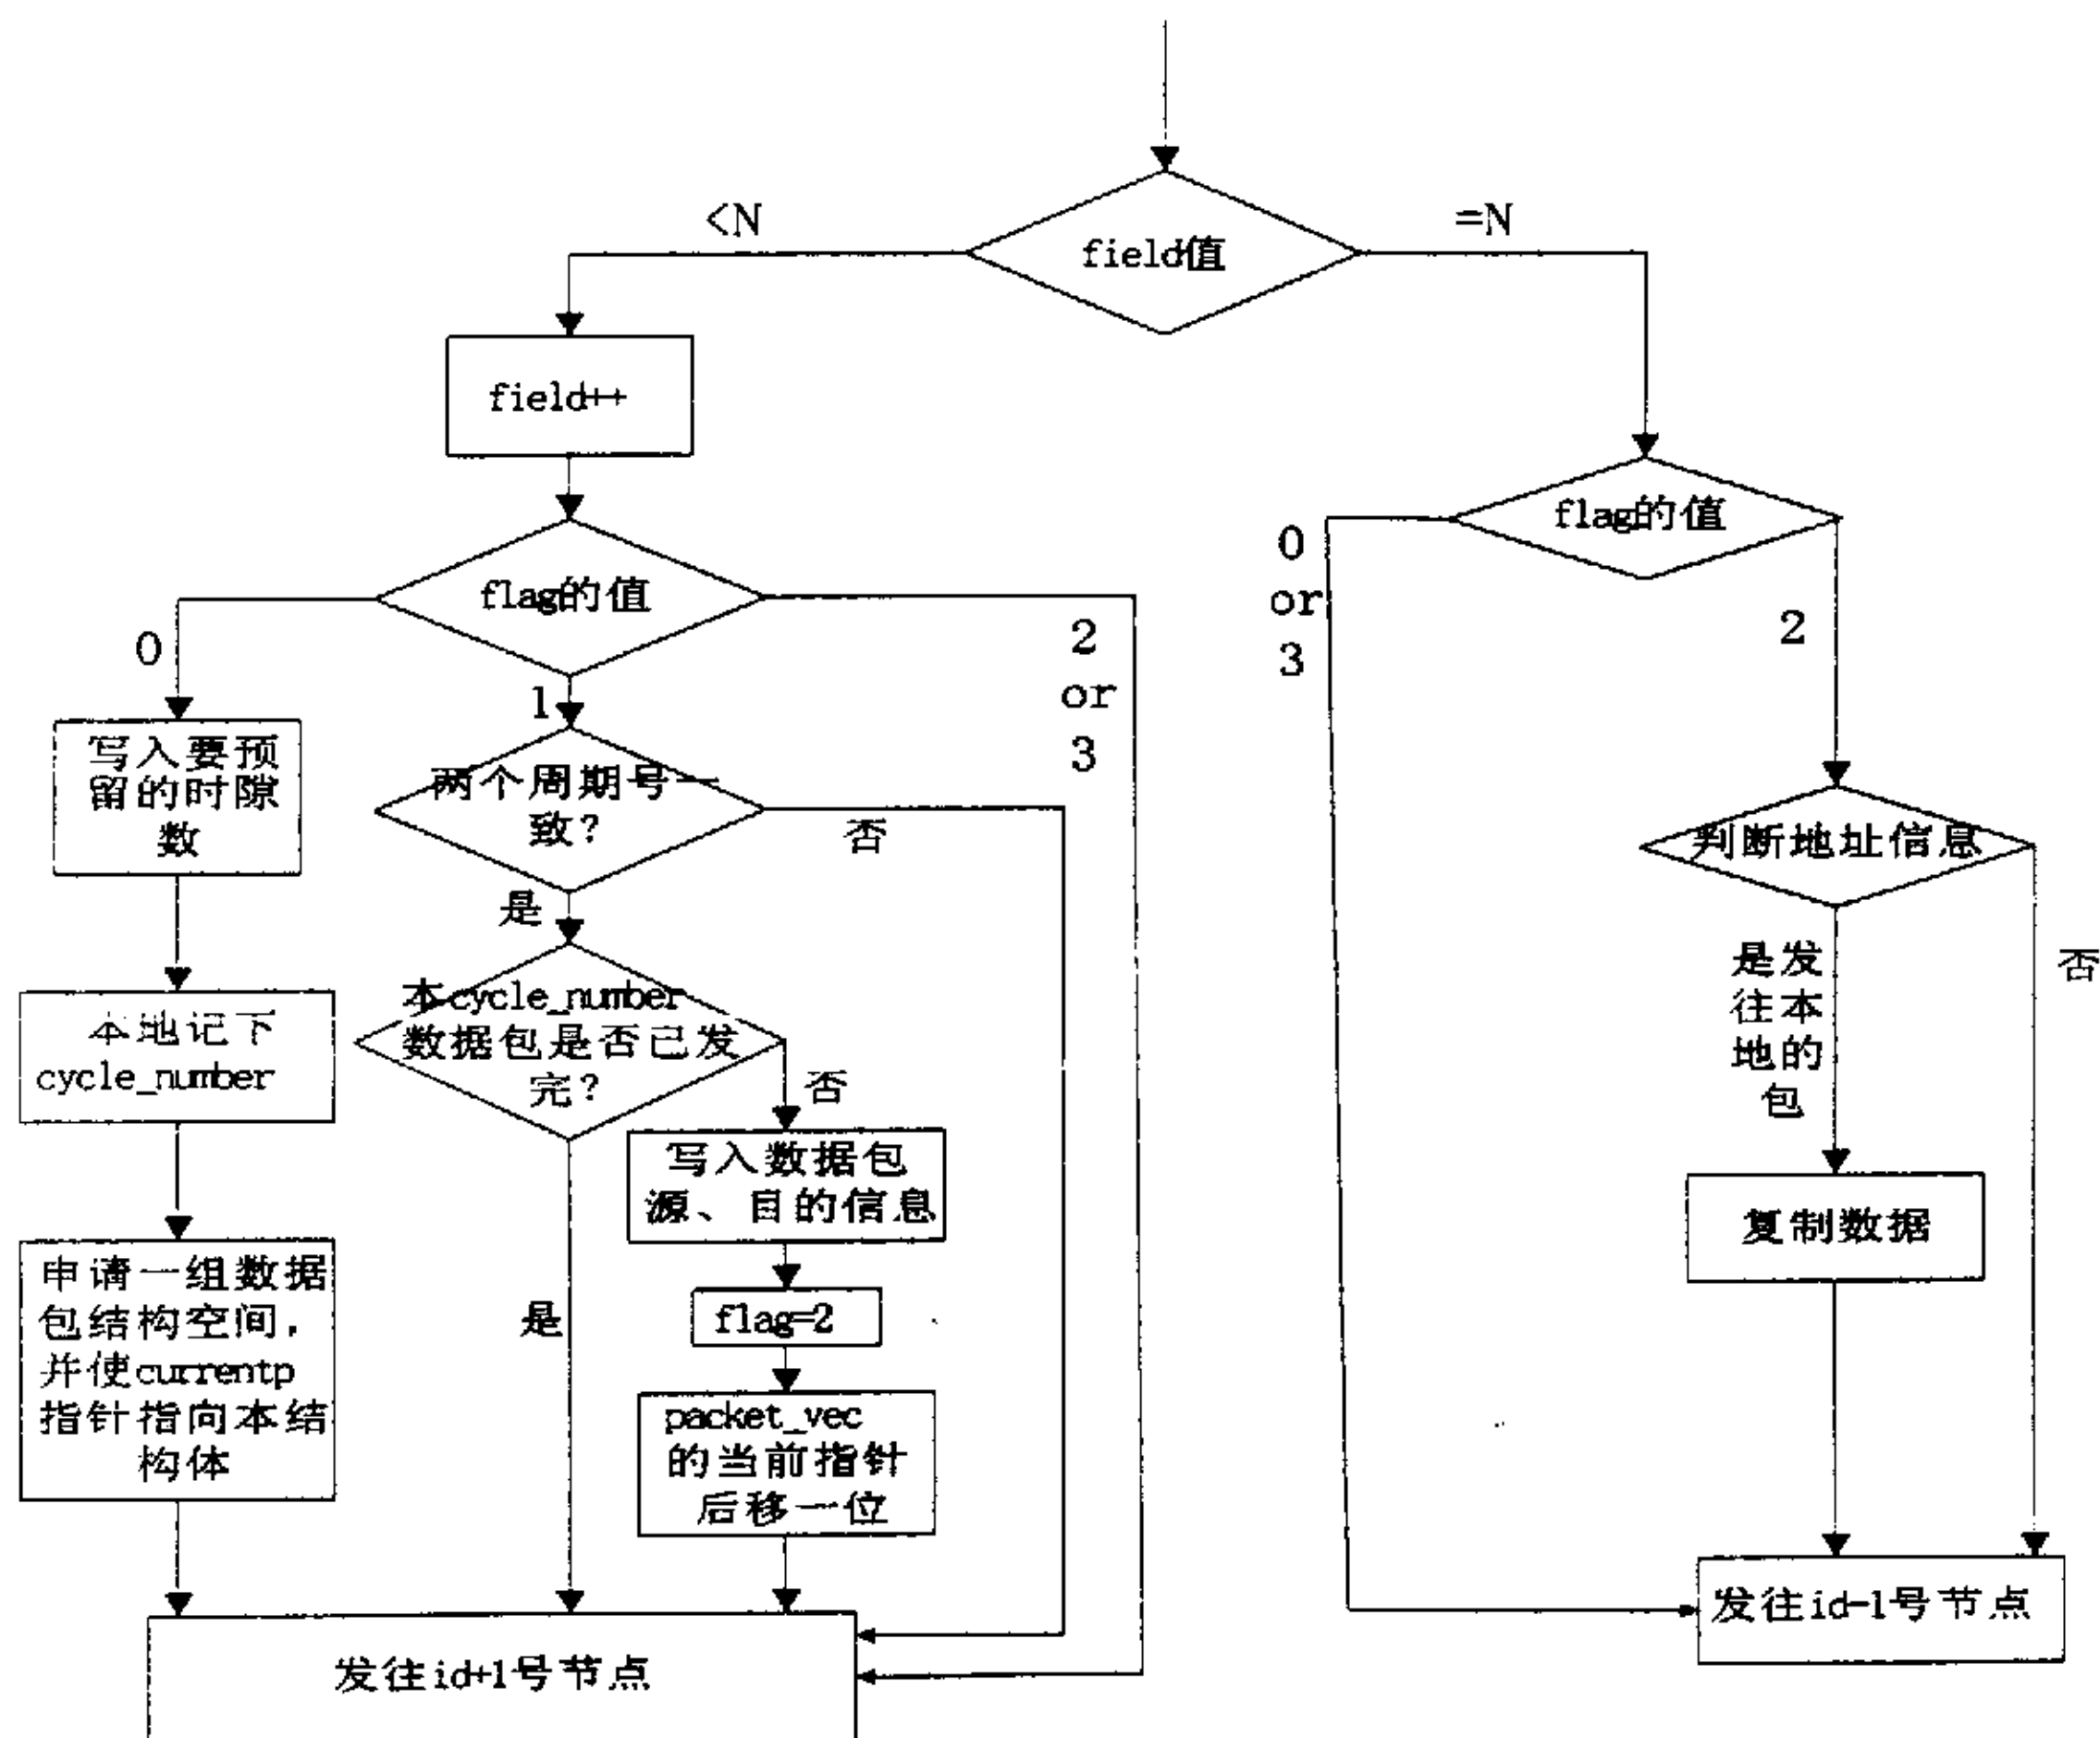 <N
field值
=N
field++
flag的值
0
or
3
2
flag的值
0
1
2
or
3
写入要预
留的时隙
数
两个周期号一
致?
否
是
判断地址信息
是发
往本
地的
包
否
本地记下
cycle_number
本cycle_number
数据包是否已发
完?
否
是
写入数据包
源、目的信息
flag=2
packet_vec
的当前指针
后移一位
复制数据
申请一组数据
包结构空间,
并使currentp
指针指向本结
构体
发往id+1号节点
发往id-1号节点